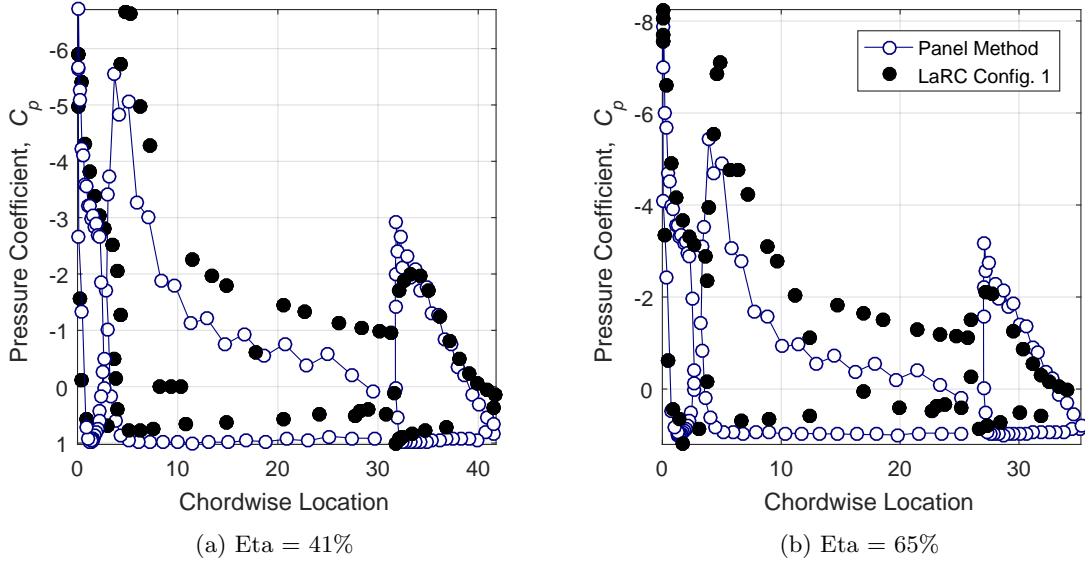 -6
-5
-4
-3
-2
-1
0
1
Pressure Coefficient, C_p
0
10
20
30
40
Chordwise Location
(a) Eta = 41%
-8
-6
-4
-2
0
Pressure Coefficient, C_p
Panel Method
LaRC Config. 1
0
10
20
30
Chordwise Location
(b) Eta = 65%